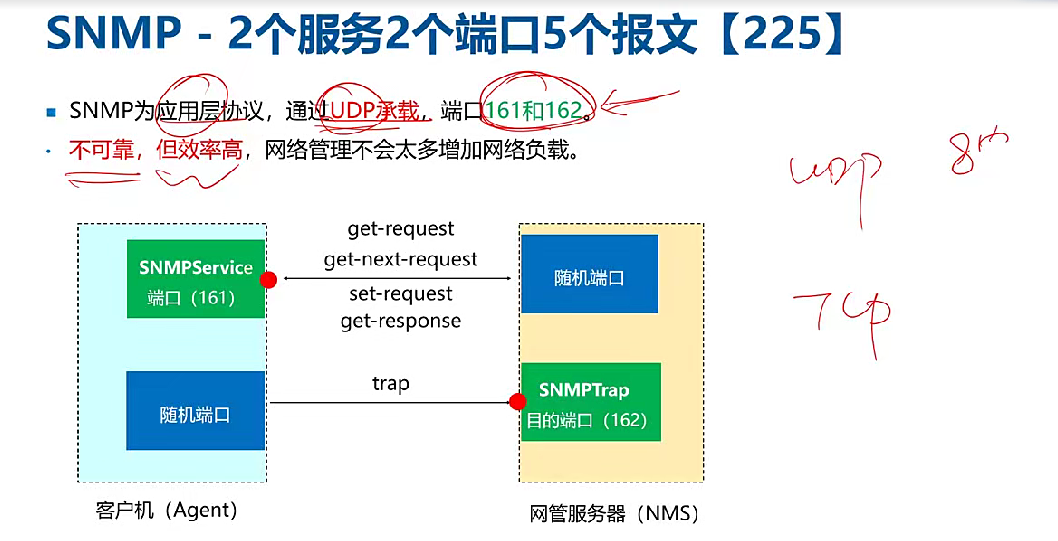 SNMP - 2个服务2个端口5个报文【225】
SNMP为应用层协议，通过UDP承载，端口161和162。
不可靠，但效率高，网络管理不会太多增加网络负载。
udp
TCP
get-request
get-next-request
set-request
get-response
SNMPService
端口（161）
随机端口
trap
随机端口
SNMPTrap
目的端口（162）
客户机（Agent）
网管服务器（NMS）